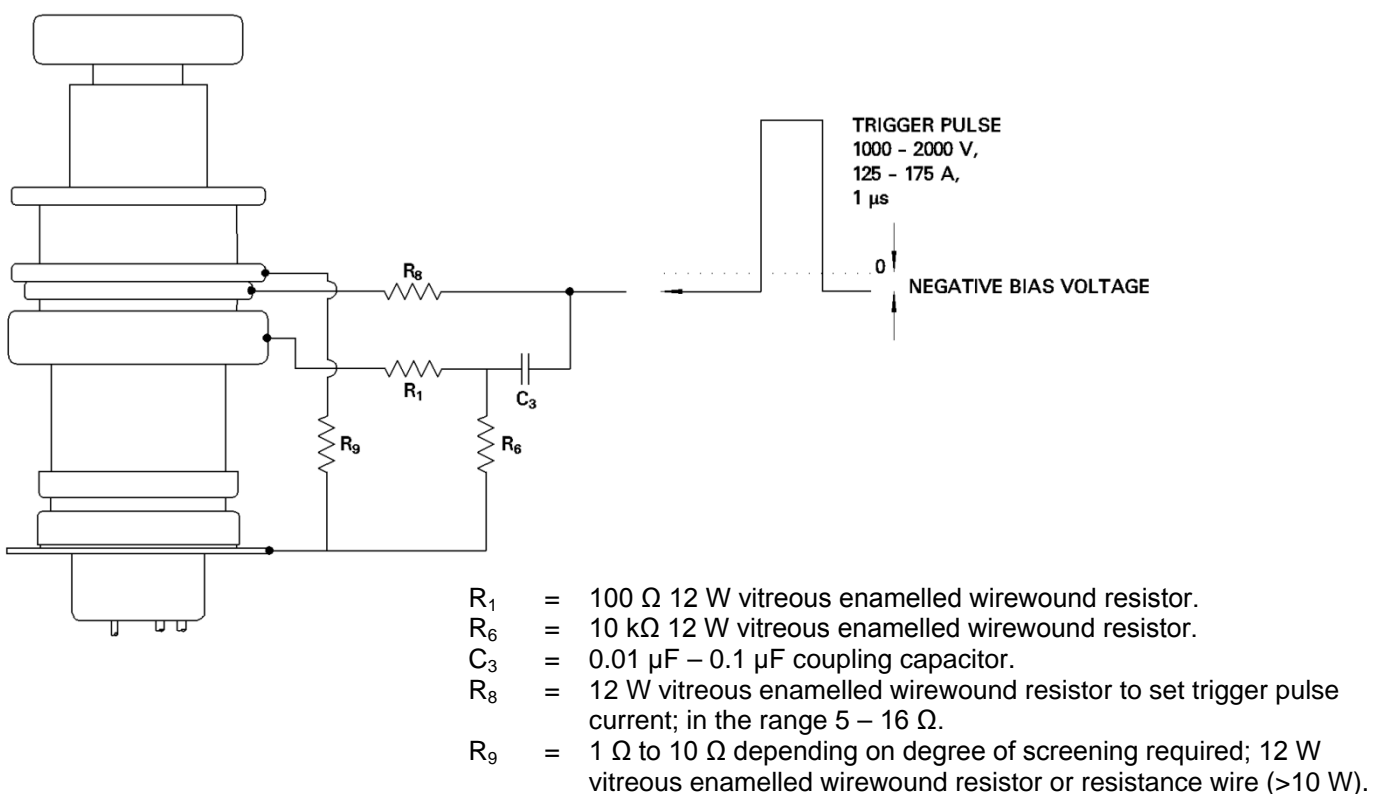 TRIGGER PULSE
1000 – 2000 V,
125 – 175 A,
1 µs
0
NEGATIVE BIAS VOLTAGE
R₈
R₁
C₃
R₉
R₆
R₁ = 100 Ω 12 W vitreous enamelled wirewound resistor.
R₆ = 10 kΩ 12 W vitreous enamelled wirewound resistor.
C₃ = 0.01 µF – 0.1 µF coupling capacitor.
R₈ = 12 W vitreous enamelled wirewound resistor to set trigger pulse
current; in the range 5 – 16 Ω.
R₉ = 1 Ω to 10 Ω depending on degree of screening required; 12 W
vitreous enamelled wirewound resistor or resistance wire (>10 W).